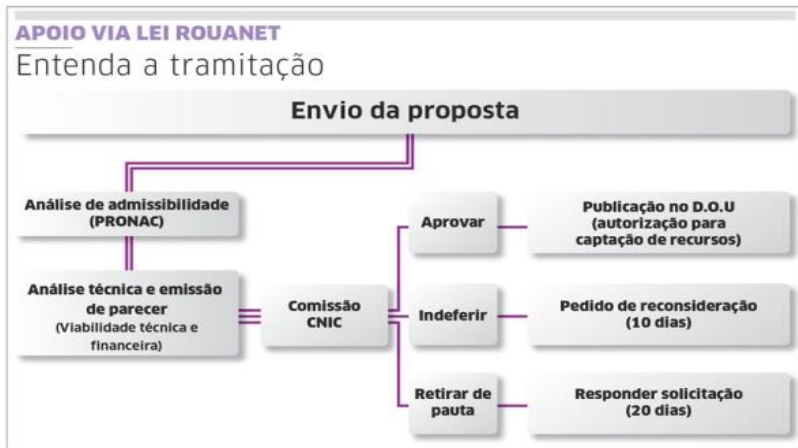 APOIO VIA LEI ROUANET
Entenda a tramitação
Envio da proposta
Análise de admissibilidade
(PRONAC)
Análise técnica e emissão
de parecer
(Viabilidade técnica e
financeira)
Comissão
CNIC
Aprovar
Publicação no D.O.U
(autorização para
captação de recursos)
Indeferir
Pedido de reconsideração
(10 dias)
Retirar de
pauta
Responder solicitação
(20 dias)